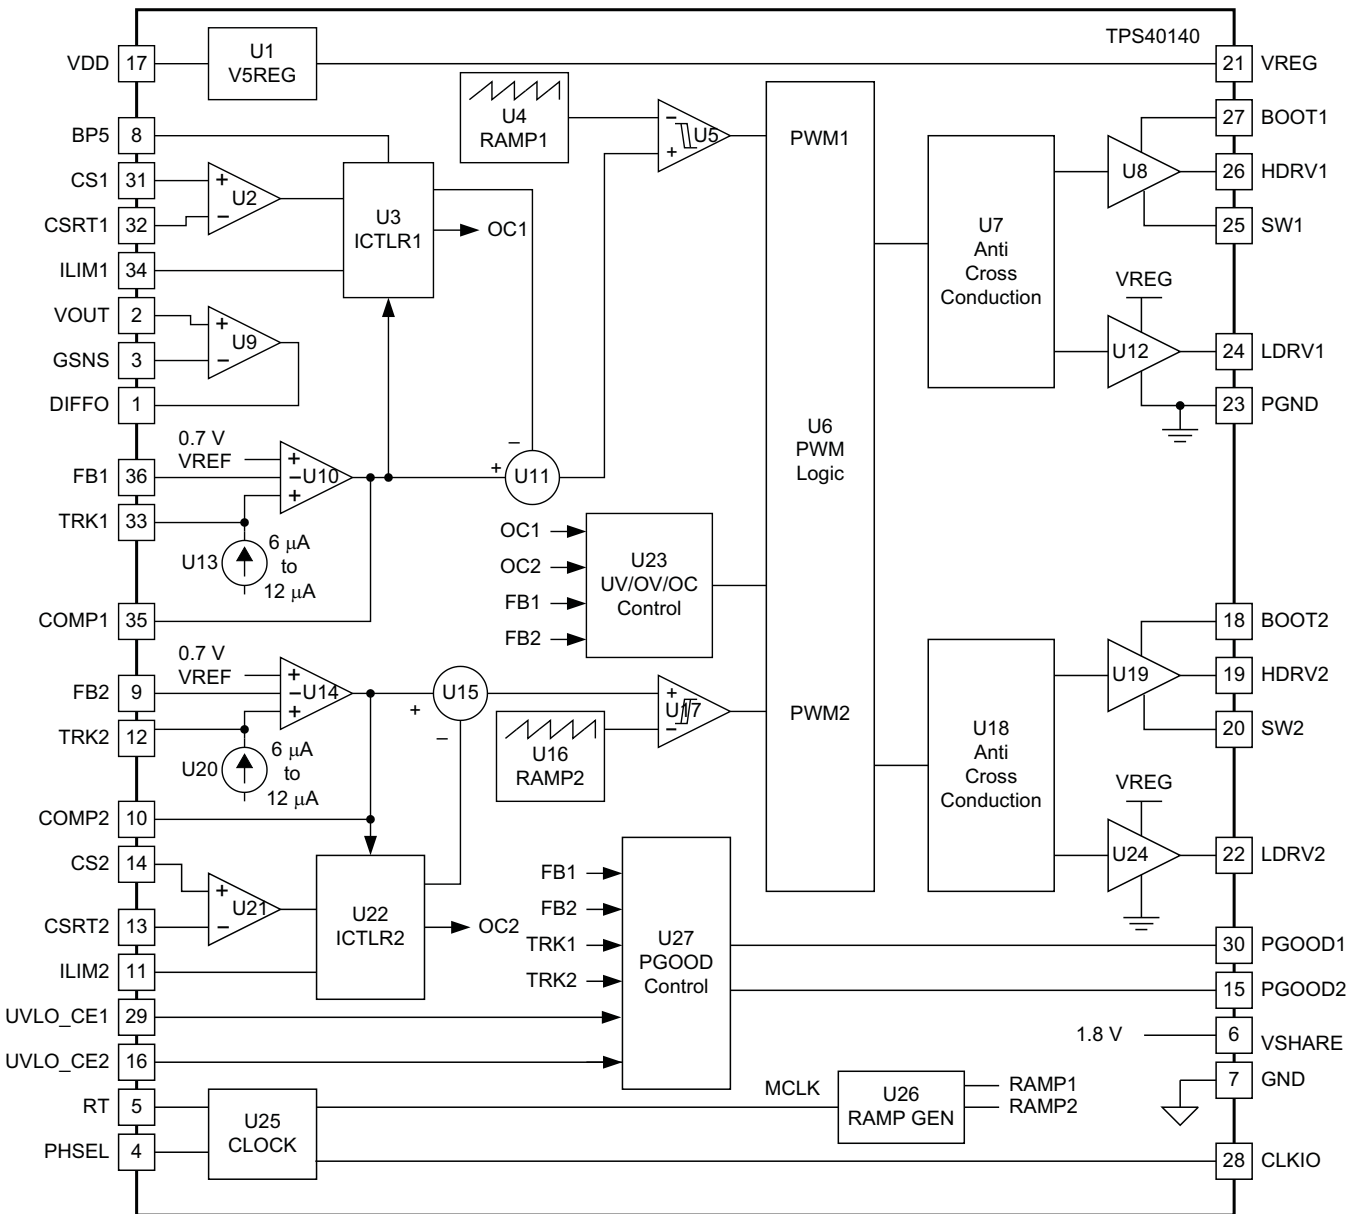 TPS40140
VDD 17
U1
V5REG
21 VREG
U4
RAMP1
U5
PWM1
27 BOOT1
BP5 8
CS1 31
+
−
U2
CSRT1 32
U3
ICTLR1
OC1
U8
26 HDRV1
25 SW1
U7
Anti
Cross
Conduction
ILIM1 34
VREG
VOUT 2
+
−
U9
GSNS 3
U12
24 LDRV1
DIFFO 1
23 PGND
−
+
U6
PWM
Logic
0.7 V
VREF
+
−
+
U10
+
−
U11
FB1 36
TRK1 33
U13
6 μA
to
12 μA
OC1
OC2
FB1
FB2
U23
UV/OV/OC
Control
COMP1 35
18 BOOT2
0.7 V
VREF
+
−
+
U14
FB2 9
U15
+
−
+
−
U17
PWM2
U19
19 HDRV2
TRK2 12
20 SW2
U20
6 μA
to
12 μA
U16
RAMP2
U18
Anti
Cross
Conduction
VREG
COMP2 10
CS2 14
U24
22 LDRV2
+
−
U21
CSRT2 13
U22
ICTLR2
OC2
FB1
FB2
TRK1
TRK2
U27
PGOOD
Control
30 PGOOD1
ILIM2 11
15 PGOOD2
UVLO_CE1 29
1.8 V
6 VSHARE
UVLO_CE2 16
7 GND
RT 5
U25
CLOCK
MCLK
U26
RAMP GEN
RAMP1
RAMP2
PHSEL 4
28 CLKIO